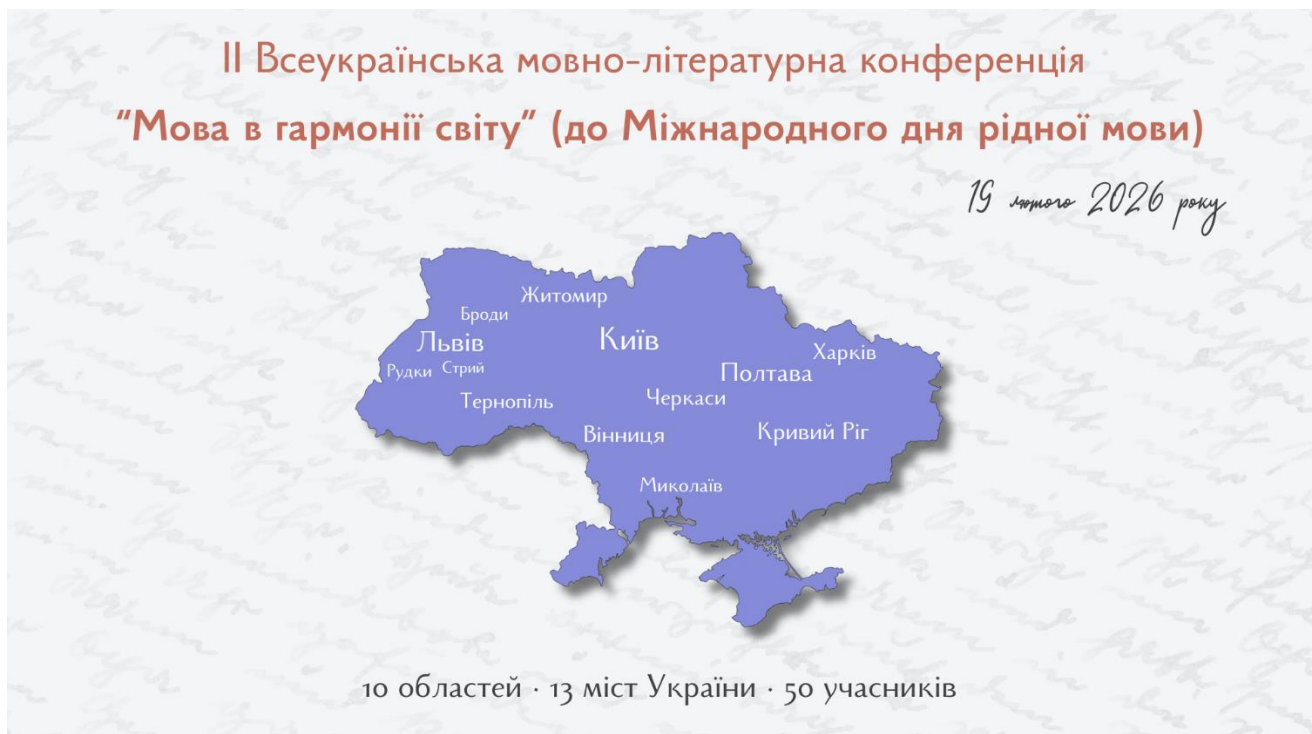 ІІ Всеукраїнська мовно-літературна конференція
"Мова в гармонії світу" (до Міжнародного дня рідної мови)
19 лютого 2026 року
Житомир
Броди
Львів
Київ
Харків
Рудки
Стрий
Полтава
Тернопіль
Черкаси
Вінниця
Кривий Ріг
Миколаїв
10 областей · 13 міст України · 50 учасників